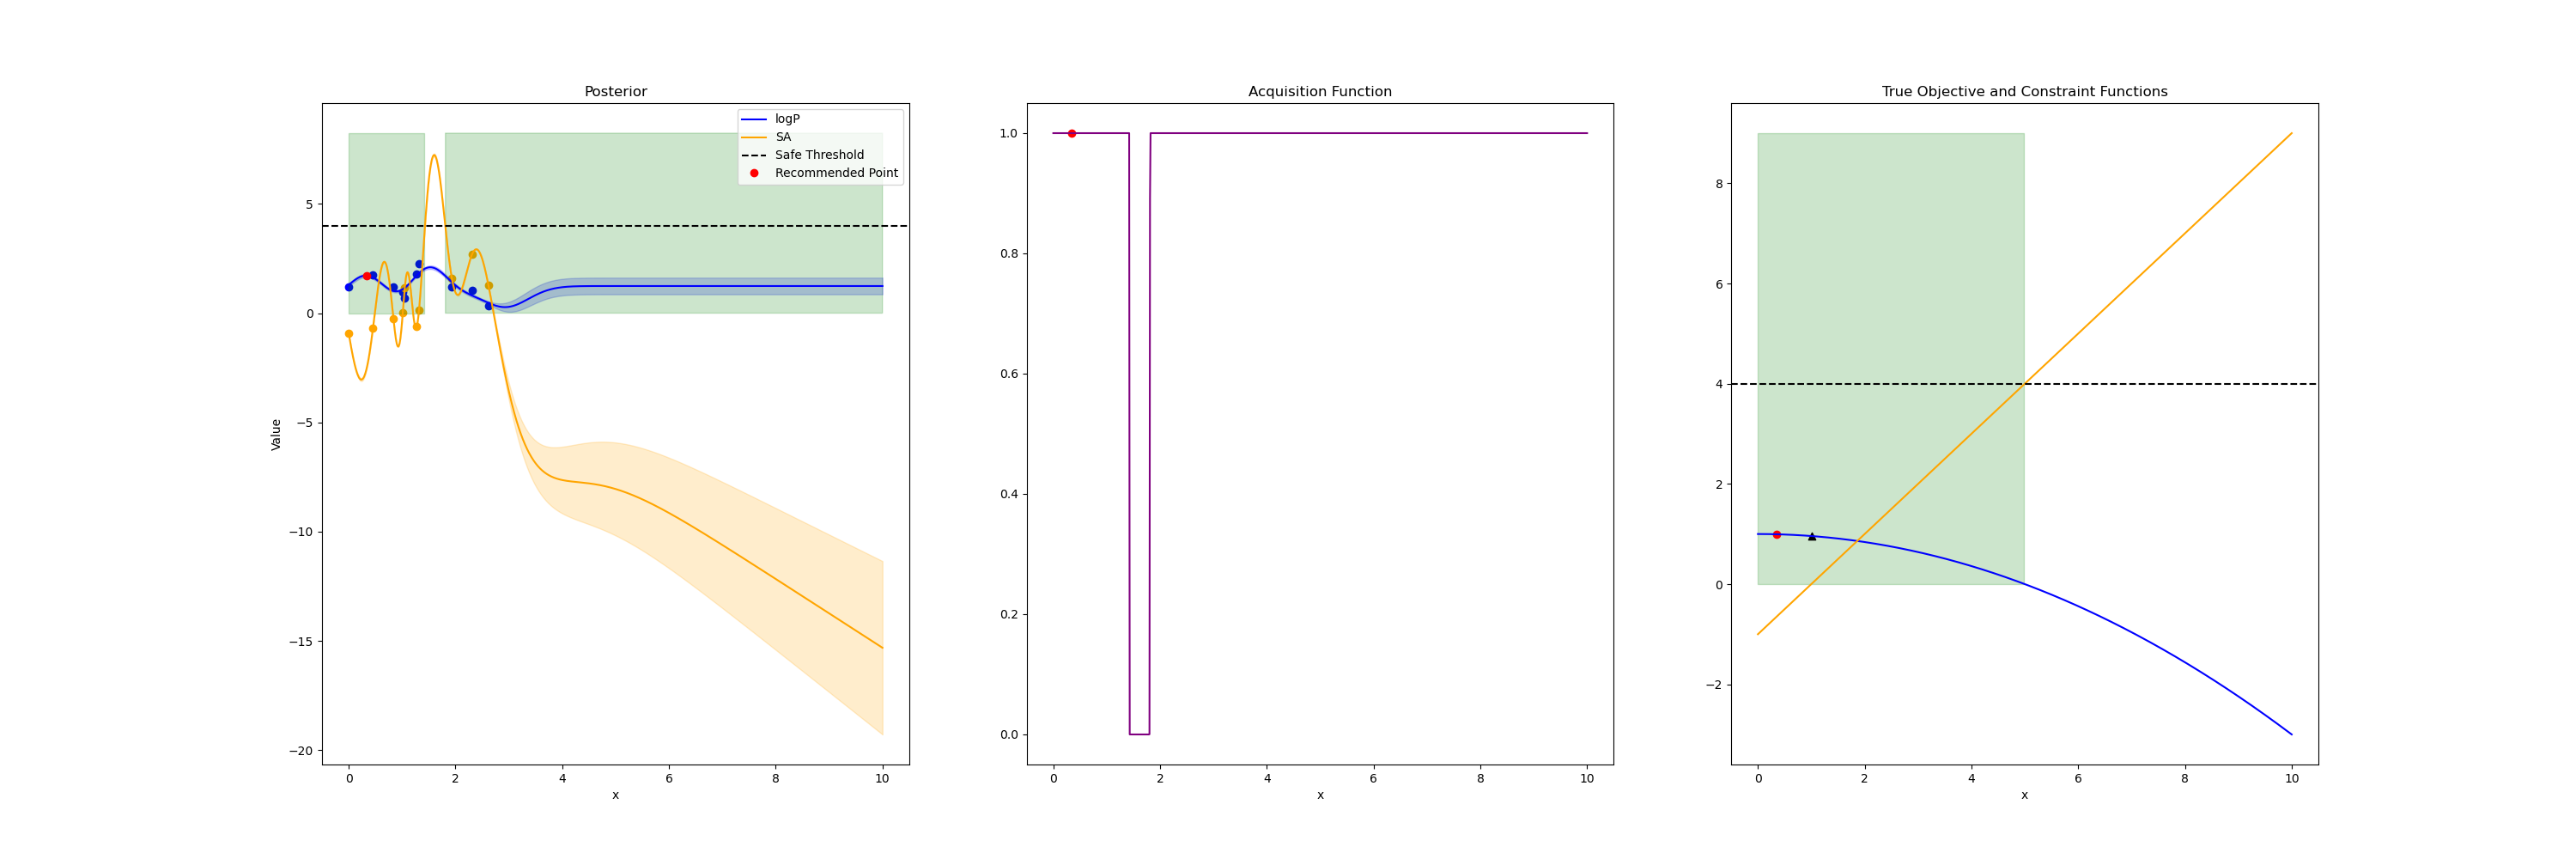 Posterior
logP
SA
Safe Threshold
Recommended Point
Value
5
0
−5
−10
−15
−20
0 2 4 6 8 10
x
Acquisition Function
1.0
0.8
0.6
0.4
0.2
0.0
0 2 4 6 8 10
x
True Objective and Constraint Functions
8
6
4
2
0
−2
0 2 4 6 8 10
x